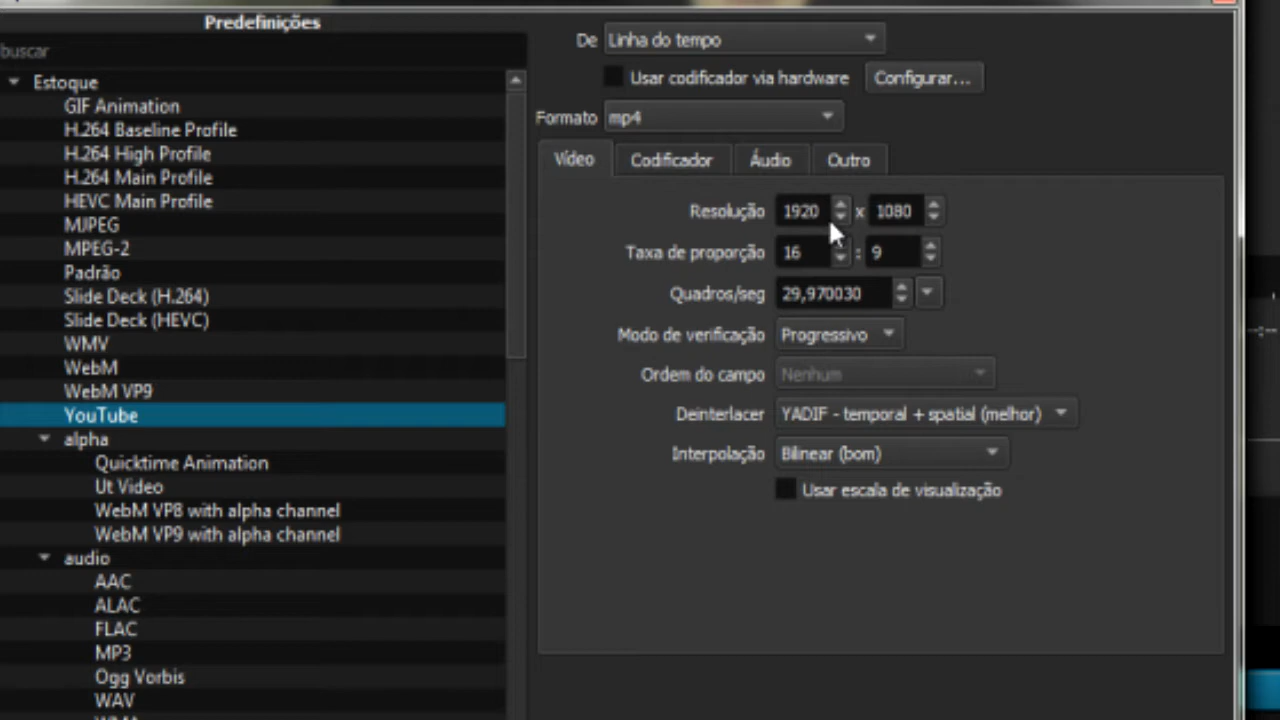 Predefinições
buscar
Estoque
GIF Animation
H.264 Baseline Profile
H.264 High Profile
H.264 Main Profile
HEVC Main Profile
MJPEG
MPEG-2
Padrão
Slide Deck (H.264)
Slide Deck (HEVC)
WMV
WebM
WebM VP9
YouTube
alpha
Quicktime Animation
Ut Video
WebM VP8 with alpha channel
WebM VP9 with alpha channel
audio
AAC
ALAC
FLAC
MP3
Ogg Vorbis
WAV
De Linha do tempo
Usar codificador via hardware Configurar...
Formato mp4
Vídeo Codificador Áudio Outro
Resolução 1920 x 1080
Taxa de proporção 16 : 9
Quadros/seg 29,970030
Modo de verificação Progressivo
Ordem do campo Nenhum
Deinterlacer YADIF - temporal + spatial (melhor)
Interpolação Bilinear (bom)
Usar escala de visualização